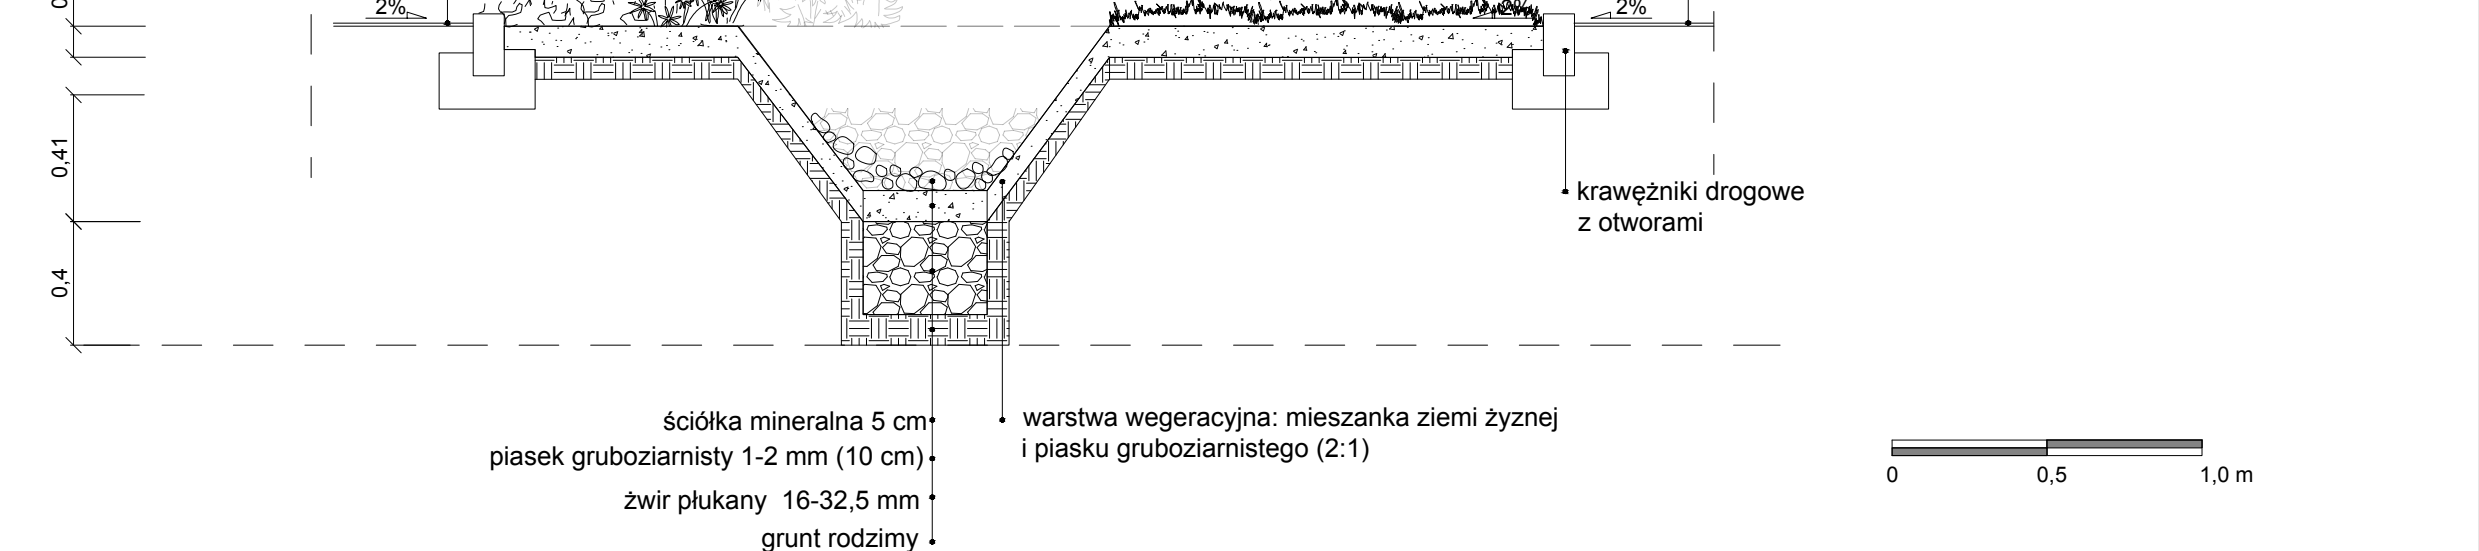 2%
2%
2%
0,41
0,4
krawężniki drogowe
z otworami
ściółka mineralna 5 cm
piasek gruboziarnisty 1-2 mm (10 cm)
żwir płukany 16-32,5 mm
grunt rodzimy
warstwa wegeracyjna: mieszanka ziemi żyznej
i piasku gruboziarnistego (2:1)
0
0,5
1,0 m